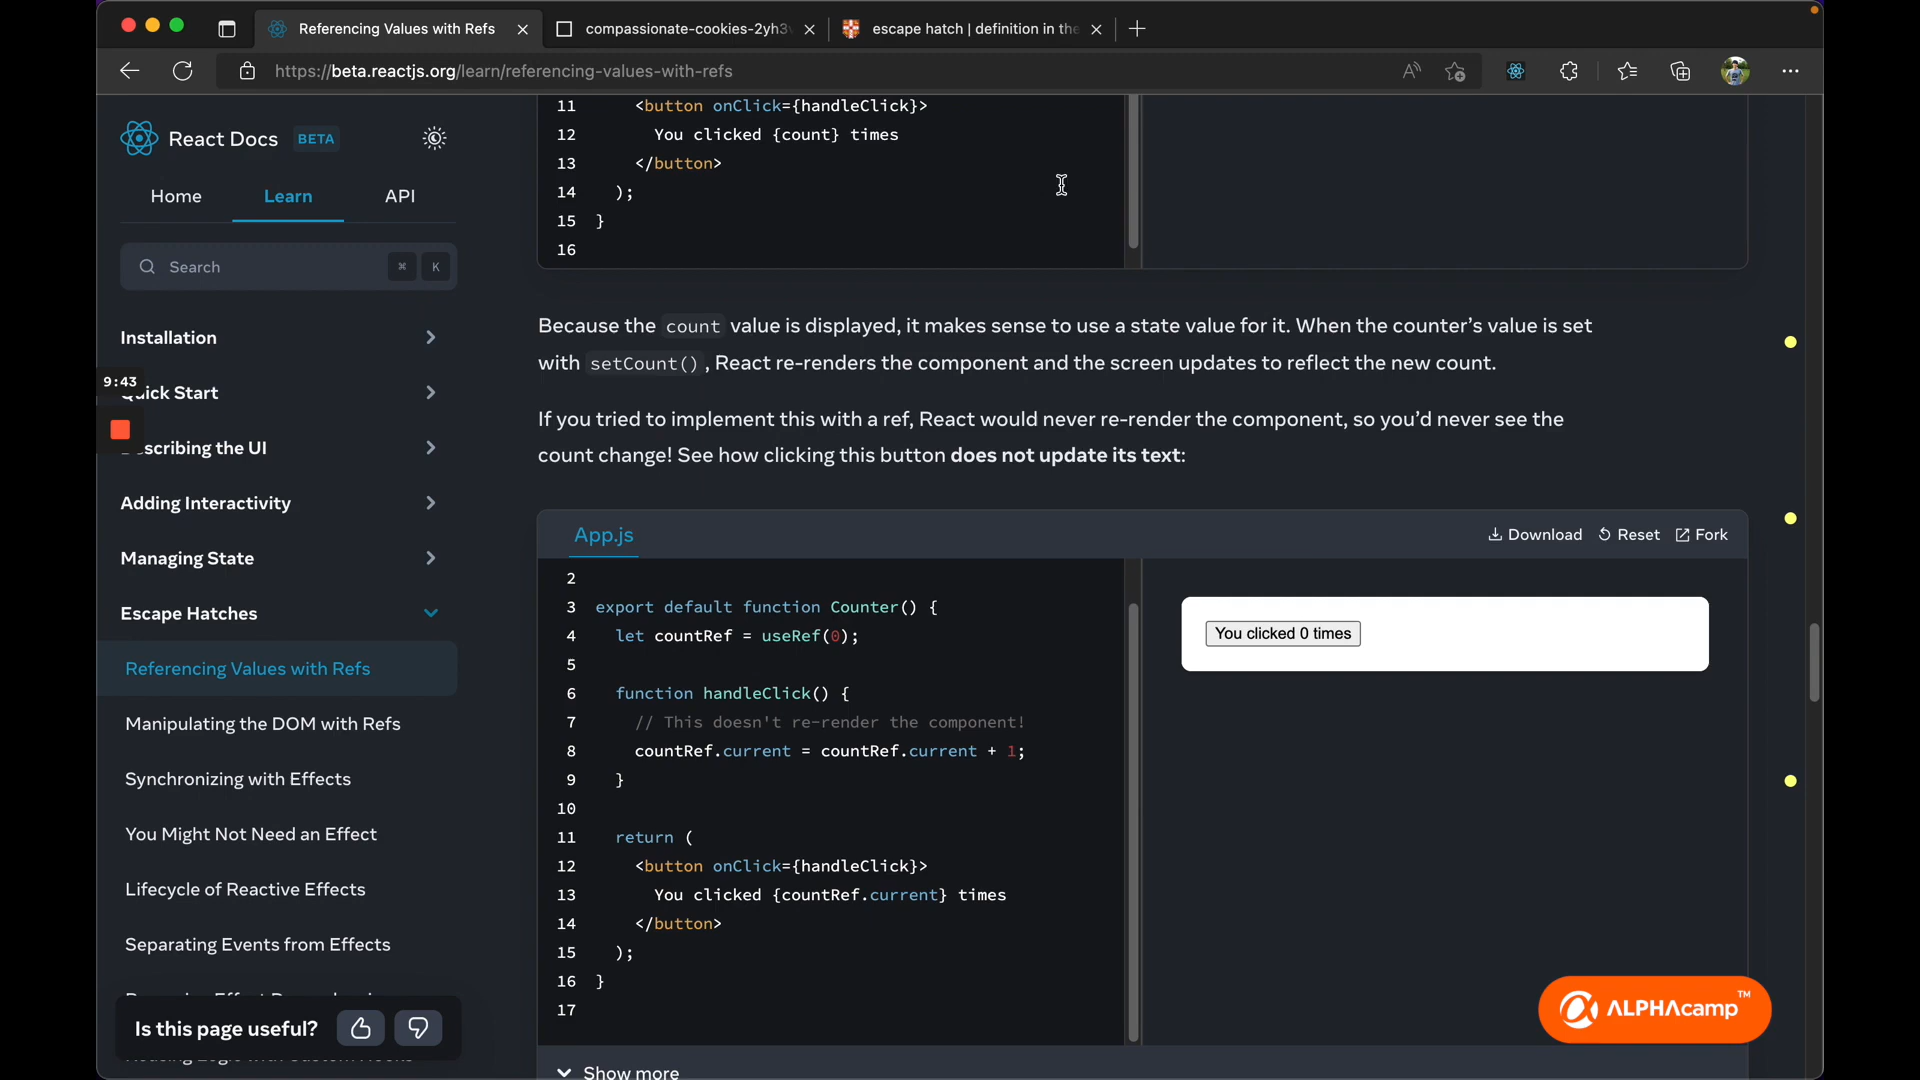 Referencing Values with Refs
compassionate-cookies-2yh3
escape hatch | definition in the
https://beta.reactjs.org/learn/referencing-values-with-refs
React Docs BETA
Home Learn API
Search ⌘ K
Installation
9:43
Quick Start
Describing the UI
Adding Interactivity
Managing State
Escape Hatches
Referencing Values with Refs
Manipulating the DOM with Refs
Synchronizing with Effects
You Might Not Need an Effect
Lifecycle of Reactive Effects
Separating Events from Effects
Is this page useful?
11 <button onClick={handleClick}>
12 You clicked {count} times
13 </button>
14 );
15 }
16
Because the count value is displayed, it makes sense to use a state value for it. When the counter’s value is set
with setCount(), React re-renders the component and the screen updates to reflect the new count.
If you tried to implement this with a ref, React would never re-render the component, so you’d never see the
count change! See how clicking this button does not update its text:
App.js Download Reset Fork
2
3 export default function Counter() {
4 let countRef = useRef(0);
5
6 function handleClick() {
7 // This doesn't re-render the component!
8 countRef.current = countRef.current + 1;
9 }
10
11 return (
12 <button onClick={handleClick}>
13 You clicked {countRef.current} times
14 </button>
15 );
16 }
17
Show more
You clicked 0 times
ALPHAcamp™